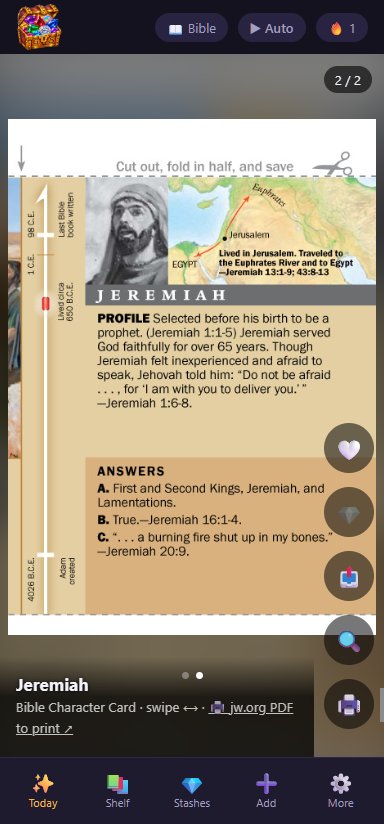 Bible
Auto
1
2 / 2
Cut out, fold in half, and save
98 C.E.
Last Bible
book written
1 C.E.
Lived circa
650 B.C.E.
4026 B.C.E.
Adam
created
Euphrates
Jerusalem
EGYPT
Lived in Jerusalem. Traveled to
the Euphrates River and to Egypt
—Jeremiah 13:1-9; 43:8-13
JEREMIAH
PROFILE Selected before his birth to be a
prophet. (Jeremiah 1:1-5) Jeremiah served
God faithfully for over 65 years. Though
Jeremiah felt inexperienced and afraid to
speak, Jehovah told him: “Do not be afraid
. . . , for ‘I am with you to deliver you.’ ”
—Jeremiah 1:6-8.
ANSWERS
A. First and Second Kings, Jeremiah, and
Lamentations.
B. True.—Jeremiah 16:1-4.
C. “. . . a burning fire shut up in my bones.”
—Jeremiah 20:9.
Jeremiah
Bible Character Card · swipe ↔ · jw.org PDF
to print ↗
Today
Shelf
Stashes
Add
More